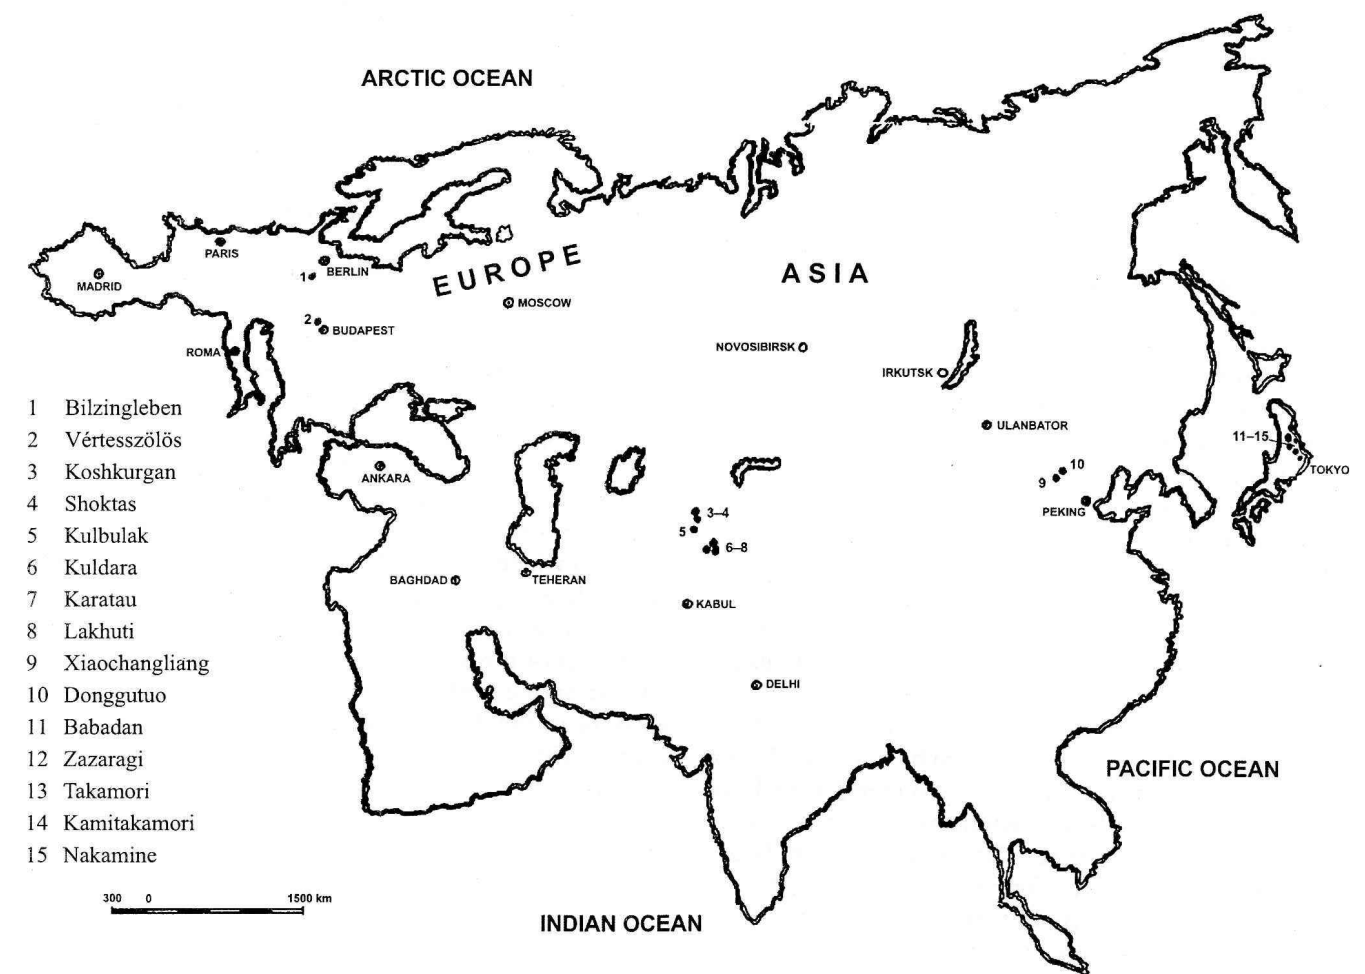 ARCTIC OCEAN
PARIS
BERLIN
1
EUROPE
ASIA
MADRID
MOSCOW
2
BUDAPEST
ROMA
NOVOSIBIRSK
IRKUTSK
ULANBATOR
11–15
TOKYO
ANKARA
10
9
PEKING
3–4
5
6–8
BAGHDAD
TEHERAN
KABUL
DELHI
1 Bilzingleben
2 Vértesszölös
3 Koshkurgan
4 Shoktas
5 Kulbulak
6 Kuldara
7 Karatau
8 Lakhuti
9 Xiaochangliang
10 Donggutuo
11 Babadan
12 Zazaragi
13 Takamori
14 Kamitakamori
15 Nakamine
PACIFIC OCEAN
300 0 1500 km
INDIAN OCEAN